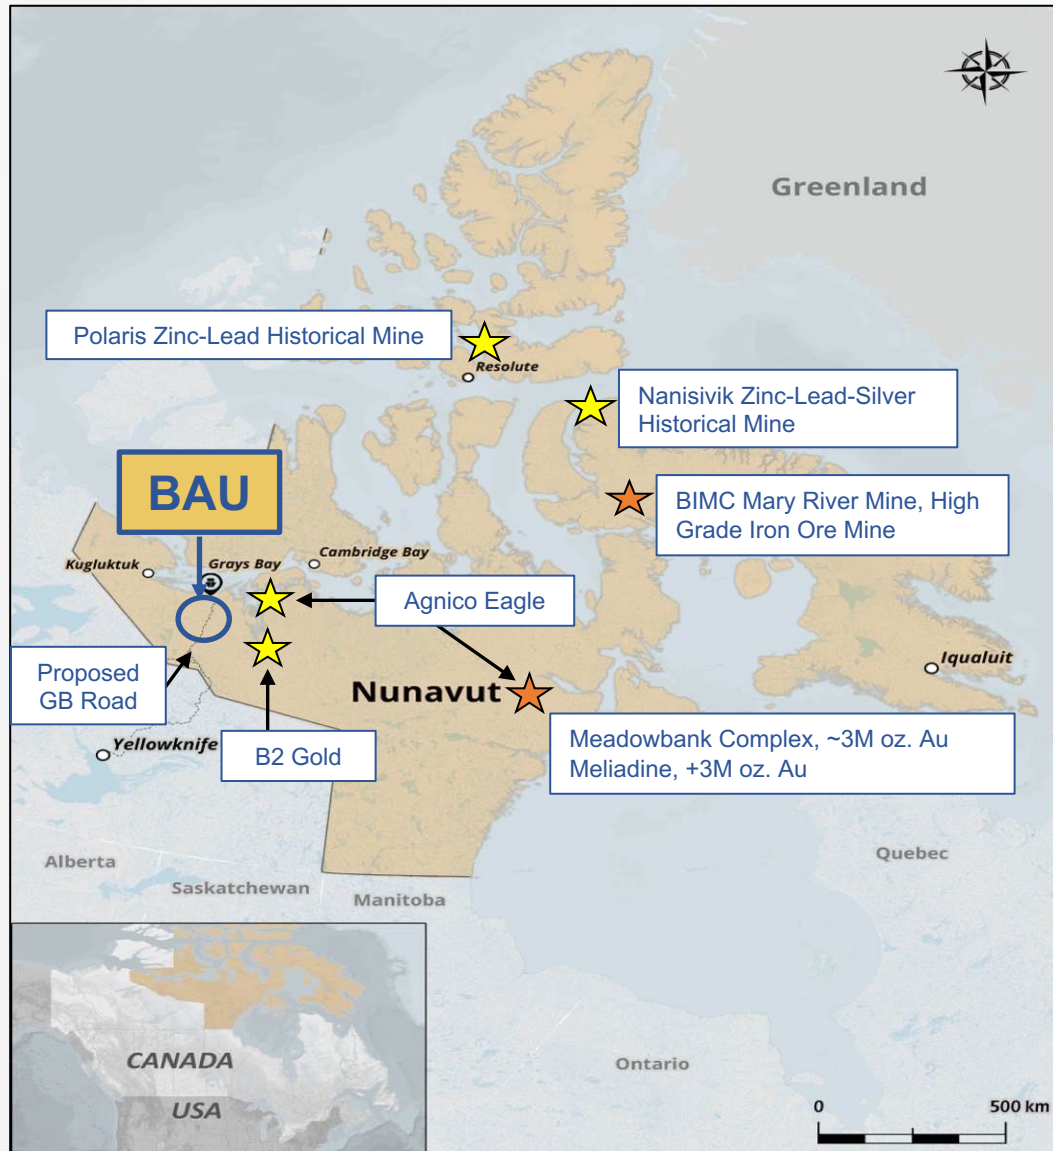 Greenland
Polaris Zinc-Lead Historical Mine
Resolute
Nanisivik Zinc-Lead-Silver
Historical Mine
BAU
BIMC Mary River Mine, High
Grade Iron Ore Mine
Cambridge Bay
Kugluktuk
Grays Bay
Agnico Eagle
Proposed
GB Road
Iqualuit
Nunavut
Yellowknife
B2 Gold
Meadowbank Complex, ~3M oz. Au
Meliadine, +3M oz. Au
Alberta
Quebec
Saskatchewan
Manitoba
CANADA
USA
Ontario
0
500 km